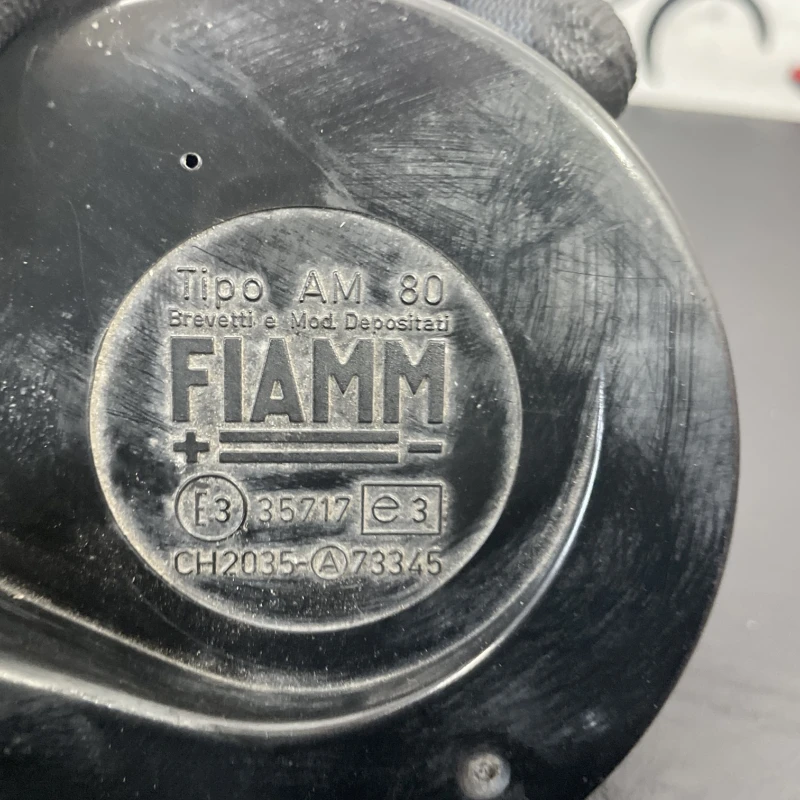 Tipo AM 80
Brevetti e Mod. Depositati
FIAMM
+ -
E3 35717 e3
CH2035-Ⓐ73345